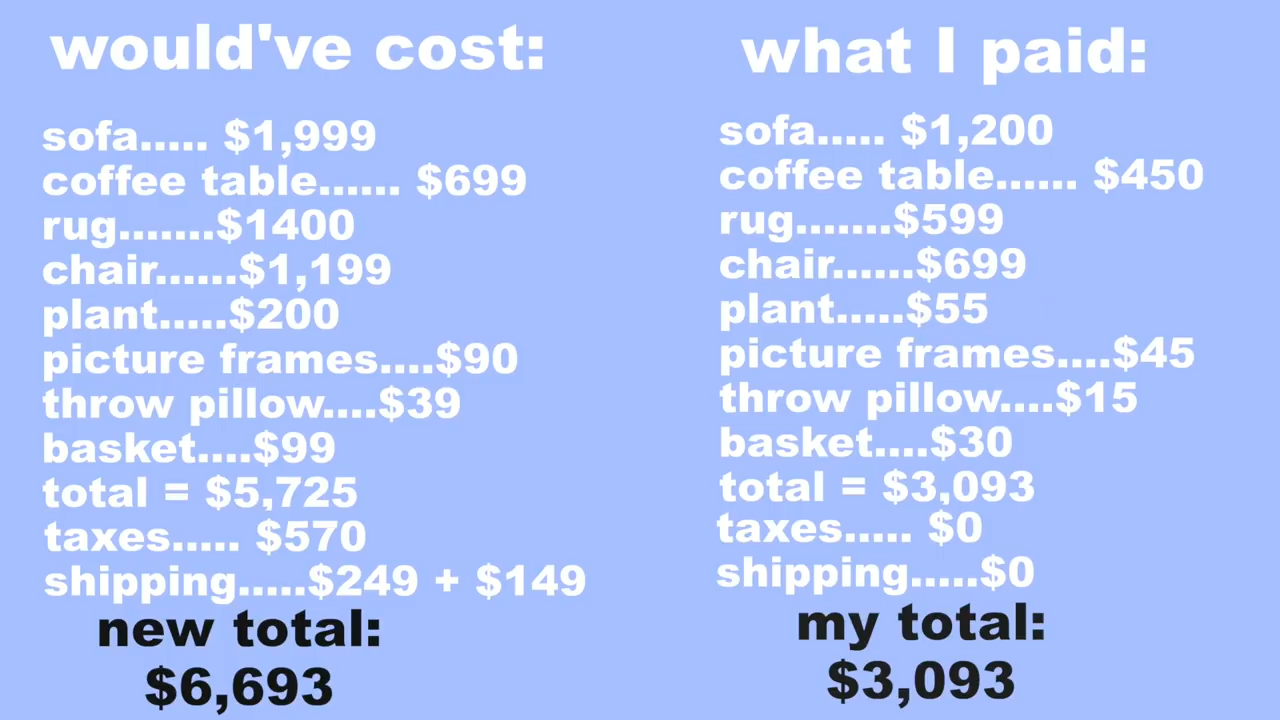 would've cost:
sofa..... $1,999
coffee table...... $699
rug.......$1400
chair......$1,199
plant.....$200
picture frames....$90
throw pillow....$39
basket....$99
total = $5,725
taxes..... $570
shipping.....$249 + $149
new total:
$6,693
what I paid:
sofa..... $1,200
coffee table...... $450
rug.......$599
chair......$699
plant.....$55
picture frames....$45
throw pillow....$15
basket....$30
total = $3,093
taxes..... $0
shipping.....$0
my total:
$3,093